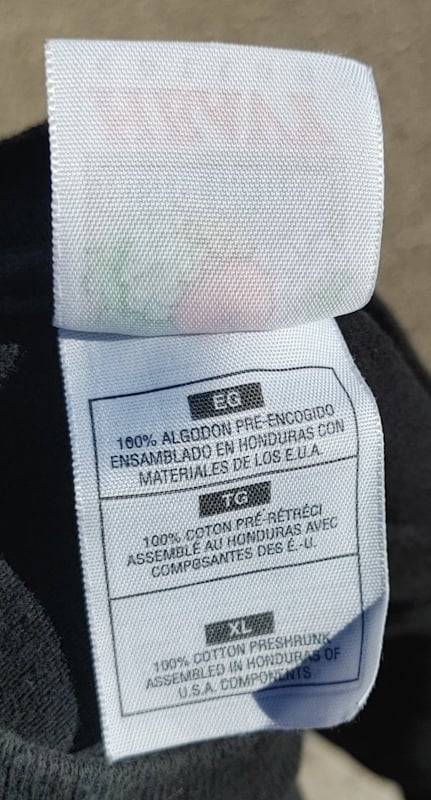 EG
100% ALGODON PRE-ENCOGIDO
ENSAMBLADO EN HONDURAS CON
MATERIALES DE LOS E.U.A.
TG
100% COTON PRÉ-RÉTRÉCI
ASSEMBLÉ AU HONDURAS AVEC
COMPOSANTES DES É.-U.
XL
100% COTTON PRESHRUNK
ASSEMBLED IN HONDURAS OF
U.S.A. COMPONENTS